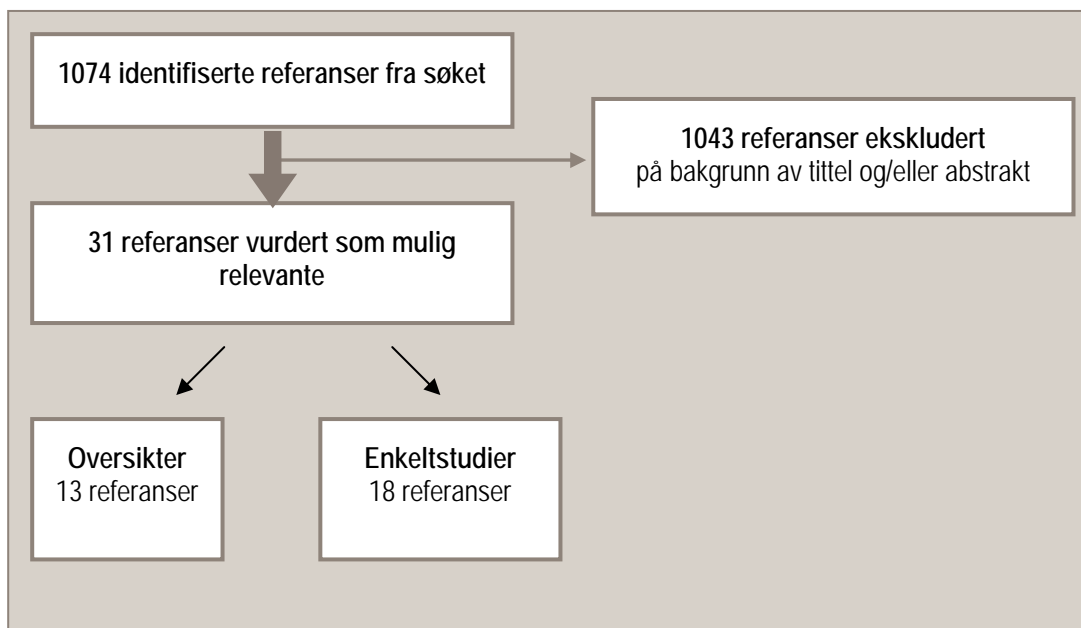 1074 identifiserte referanser fra søket
1043 referanser ekskludert
på bakgrunn av tittel og/eller abstrakt
31 referanser vurdert som mulig
relevante
Oversikter
13 referanser
Enkeltstudier
18 referanser